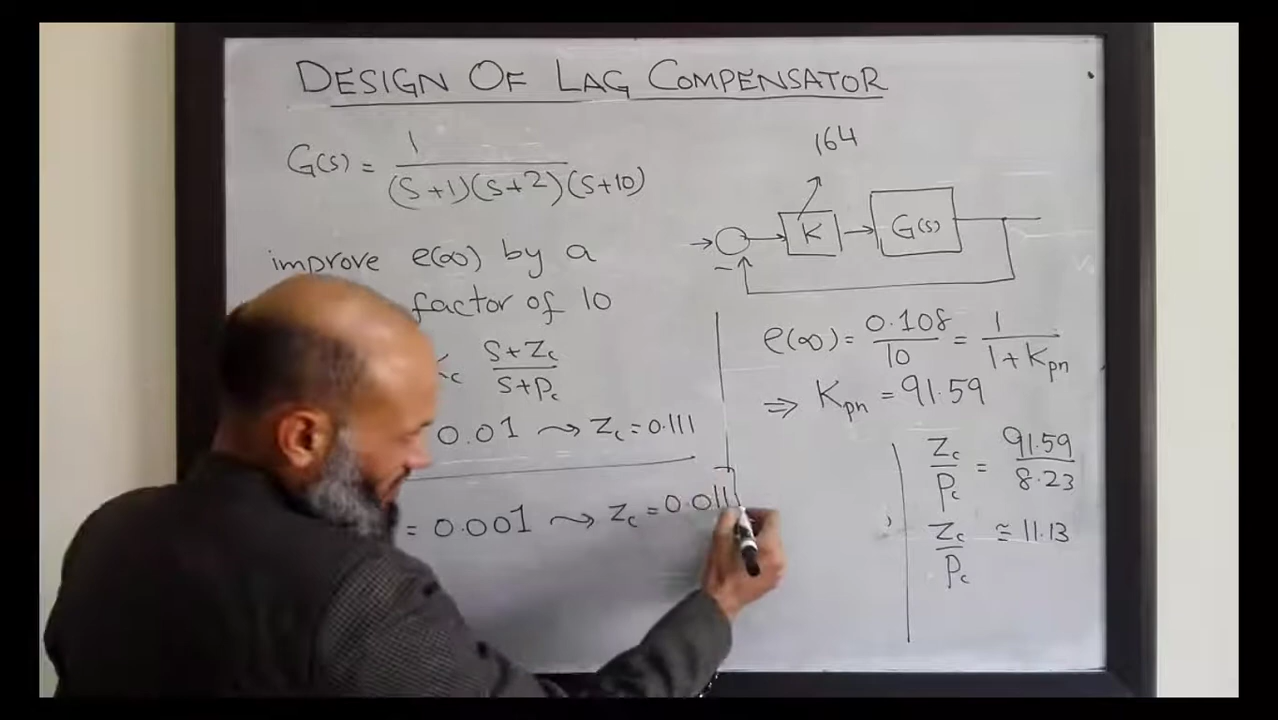 DESIGN OF LAG COMPENSATOR
G(s) = 1 / (S+1)(S+2)(S+10)
improve e(∞) by a
factor of 10
S+Zc / S+Pc
0.01 ⇝ Zc = 0.111
= 0.001 ⇝ Zc = 0.011
164
K
G(s)
−
e(∞) = 0.108 / 10 = 1 / 1+Kpn
⇒ Kpn = 91.59
Zc / Pc = 91.59 / 8.23
Zc / Pc ≅ 11.13